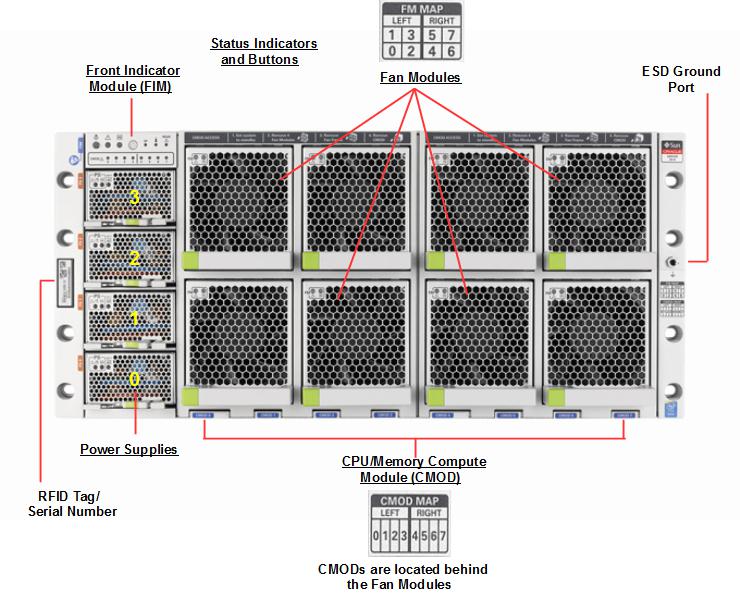 FM MAP
LEFT RIGHT
1 3 5 7
0 2 4 6
Status Indicators
and Buttons
Fan Modules
Front Indicator
Module (FIM)
ESD Ground
Port
Sun
ORACLE
3
2
1
0
Power Supplies
CPU/Memory Compute
Module (CMOD)
CMOD MAP
LEFT RIGHT
0 1 2 3 4 5 6 7
RFID Tag/
Serial Number
CMODs are located behind
the Fan Modules